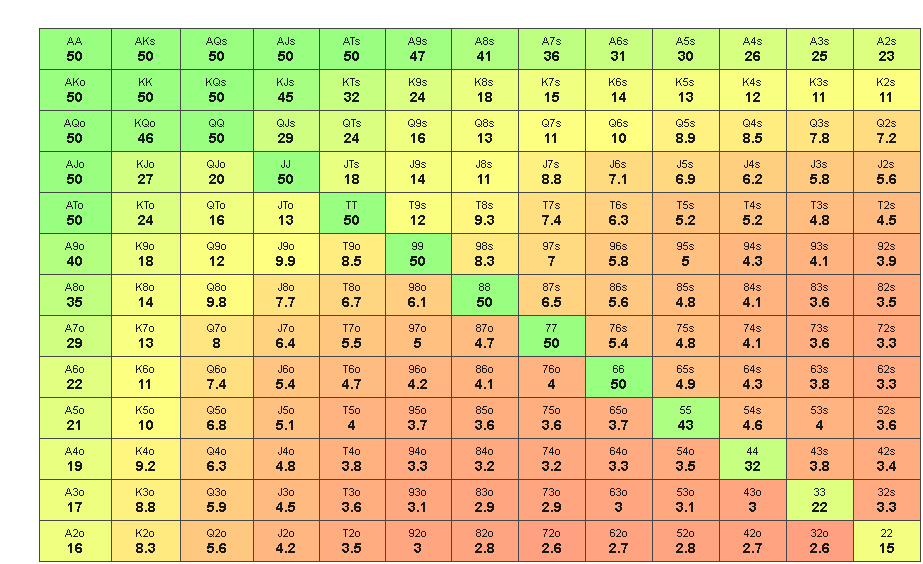 AA AKs AQs AJs ATs A9s A8s A7s A6s A5s A4s A3s A2s
50 50 50 50 50 47 41 36 31 30 26 25 23
AKo KK KQs KJs KTs K9s K8s K7s K6s K5s K4s K3s K2s
50 50 50 45 32 24 18 15 14 13 12 11 11
AQo KQo QQ QJs QTs Q9s Q8s Q7s Q6s Q5s Q4s Q3s Q2s
50 46 50 29 24 16 13 11 10 8.9 8.5 7.8 7.2
AJo KJo QJo JJ JTs J9s J8s J7s J6s J5s J4s J3s J2s
50 27 20 50 18 14 11 8.8 7.1 6.9 6.2 5.8 5.6
ATo KTo QTo JTo TT T9s T8s T7s T6s T5s T4s T3s T2s
50 24 16 13 50 12 9.3 7.4 6.3 5.2 5.2 4.8 4.5
A9o K9o Q9o J9o T9o 99 98s 97s 96s 95s 94s 93s 92s
40 18 12 9.9 8.5 50 8.3 7 5.8 5 4.3 4.1 3.9
A8o K8o Q8o J8o T8o 98o 88 87s 86s 85s 84s 83s 82s
35 14 9.8 7.7 6.7 6.1 50 6.5 5.6 4.8 4.1 3.6 3.5
A7o K7o Q7o J7o T7o 97o 87o 77 76s 75s 74s 73s 72s
29 13 8 6.4 5.5 5 4.7 50 5.4 4.8 4.1 3.6 3.3
A6o K6o Q6o J6o T6o 96o 86o 76o 66 65s 64s 63s 62s
22 11 7.4 5.4 4.7 4.2 4.1 4 50 4.9 4.3 3.8 3.3
A5o K5o Q5o J5o T5o 95o 85o 75o 65o 55 54s 53s 52s
21 10 6.8 5.1 4 3.7 3.6 3.6 3.7 43 4.6 4 3.6
A4o K4o Q4o J4o T4o 94o 84o 74o 64o 54o 44 43s 42s
19 9.2 6.3 4.8 3.8 3.3 3.2 3.2 3.3 3.5 32 3.8 3.4
A3o K3o Q3o J3o T3o 93o 83o 73o 63o 53o 43o 33 32s
17 8.8 5.9 4.5 3.6 3.1 2.9 2.9 3 3.1 3 22 3.3
A2o K2o Q2o J2o T2o 92o 82o 72o 62o 52o 42o 32o 22
16 8.3 5.6 4.2 3.5 3 2.8 2.6 2.7 2.8 2.7 2.6 15